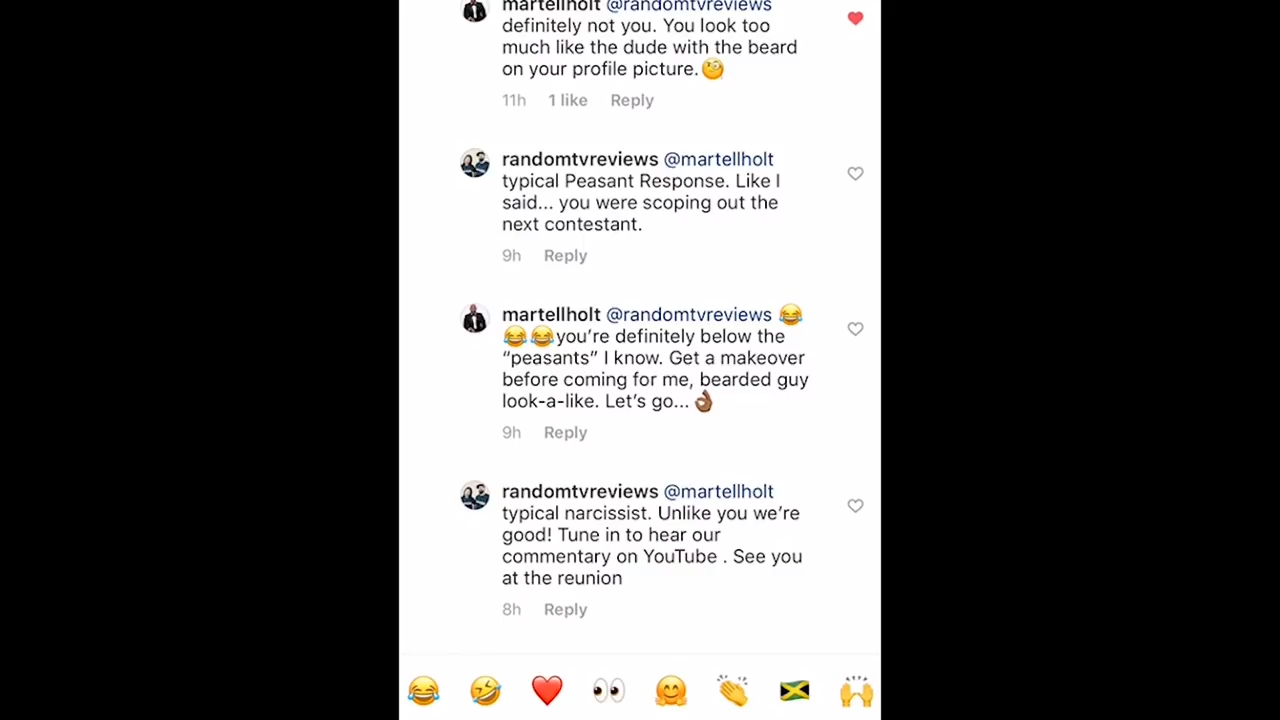 martellholt @randomtvreviews
definitely not you. You look too
much like the dude with the beard
on your profile picture.🧐
11h 1 like Reply
randomtvreviews @martellholt
typical Peasant Response. Like I
said... you were scoping out the
next contestant.
9h Reply
martellholt @randomtvreviews 😂
😂😂you’re definitely below the
“peasants” I know. Get a makeover
before coming for me, bearded guy
look-a-like. Let’s go...👌🏾
9h Reply
randomtvreviews @martellholt
typical narcissist. Unlike you we’re
good! Tune in to hear our
commentary on YouTube . See you
at the reunion
8h Reply